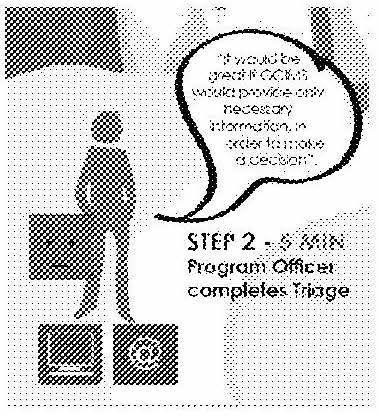 "It would be
great if GCIMS
would provide only
necessary
information, in
order to make
a decision".
STEP 2 - 5 MIN
Program Officer
completes Triage
@